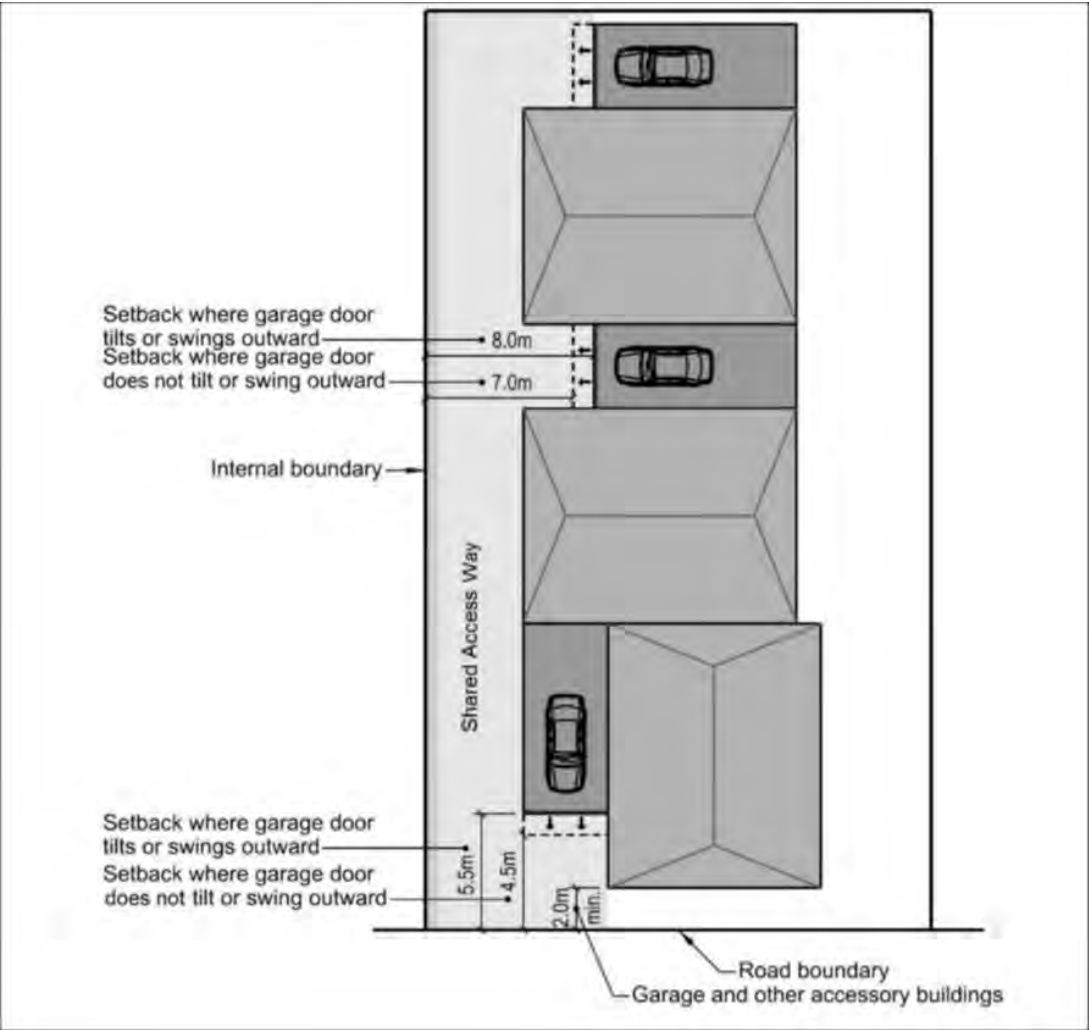 Setback where garage door
tilts or swings outward
8.0m
Setback where garage door
does not tilt or swing outward
7.0m
Internal boundary
Shared Access Way
Setback where garage door
tilts or swings outward
5.5m
Setback where garage door
does not tilt or swing outward
4.5m
2.0m
min.
Road boundary
Garage and other accessory buildings